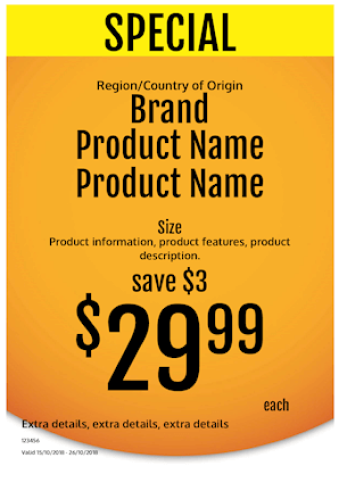 SPECIAL
Region/Country of Origin
Brand
Product Name
Product Name
Size
Product information, product features, product
description.
save $3
$29 99
each
Extra details, extra details, extra details
123456
Valid 13/10/2018 - 26/10/2018